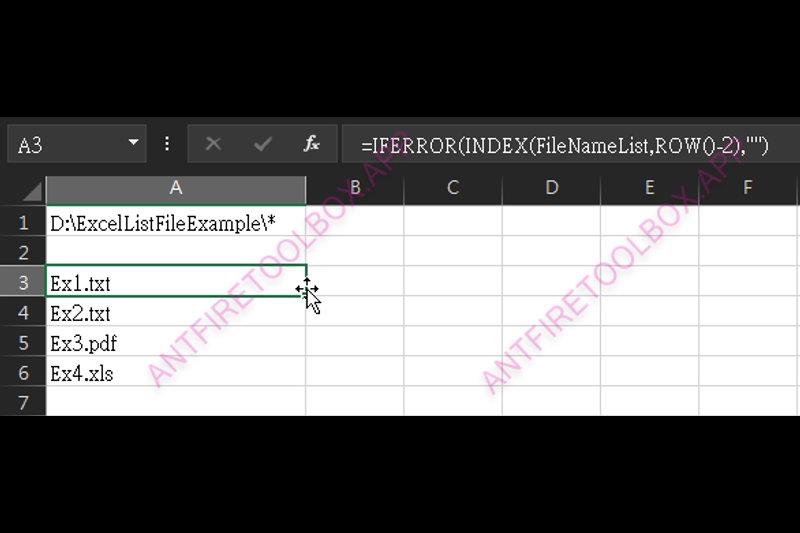 A3
fx
=IFERROR(INDEX(FileNameList,ROW()-2),"")
A B C D E F
1 D:\ExcelListFileExample\*
2
3 Ex1.txt
4 Ex2.txt
5 Ex3.pdf
6 Ex4.xls
7
ANTFIRETOOLBOX.APP
ANTFIRETOOLBOX.APP